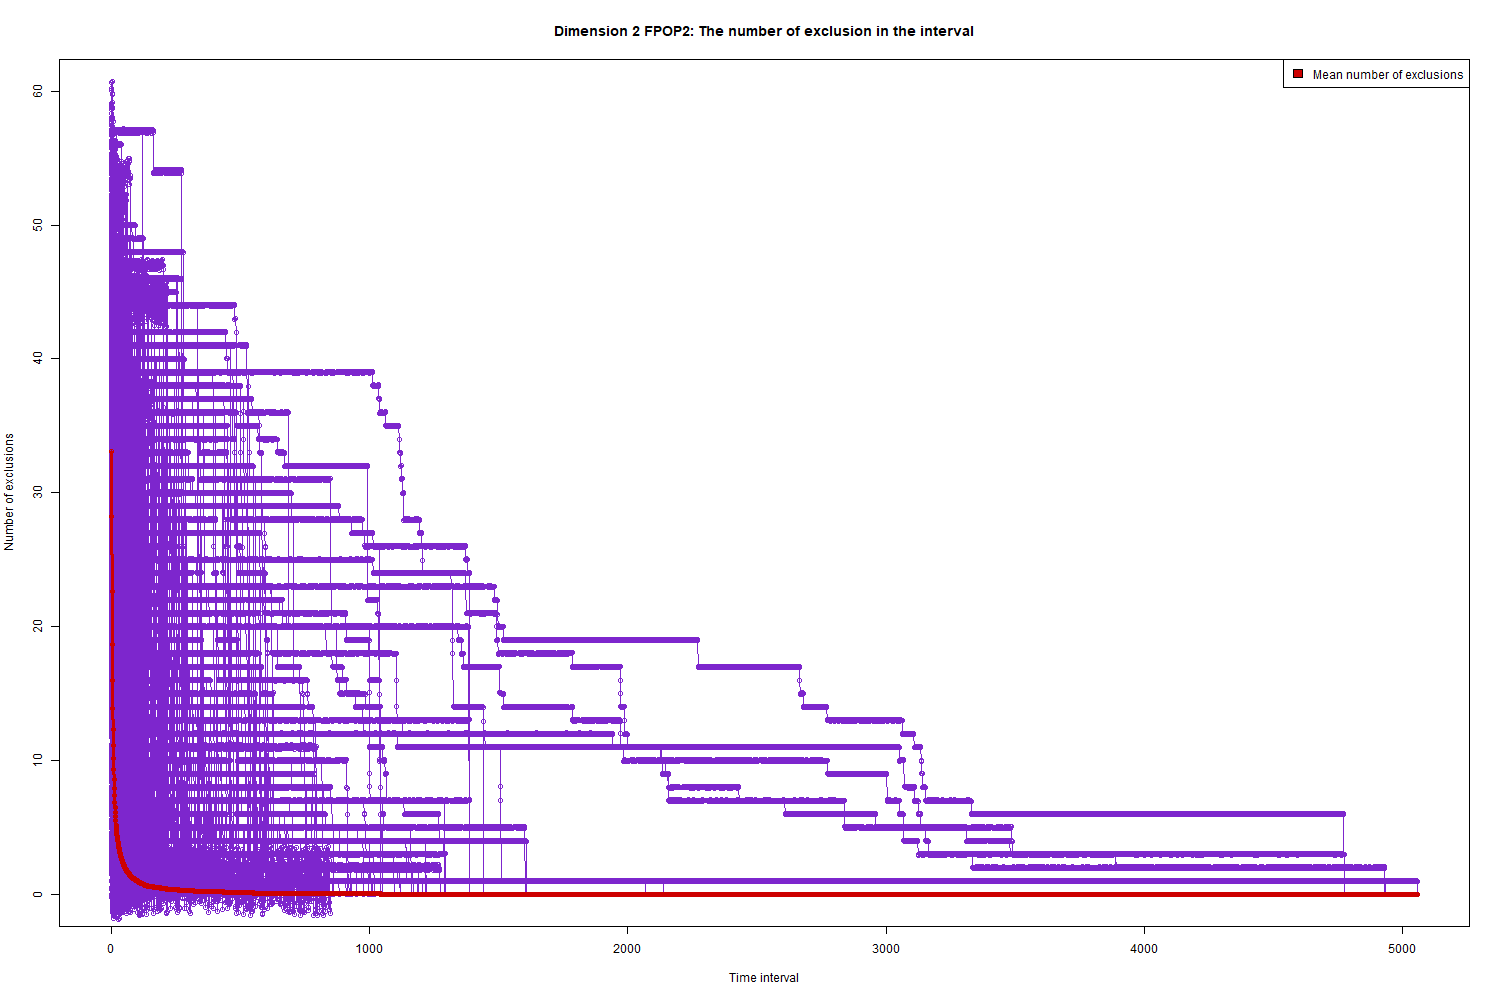 Dimension 2 FPOP2: The number of exclusion in the interval
Mean number of exclusions
Number of exclusions
60
50
40
30
20
10
0
0 1000 2000 3000 4000 5000
Time interval